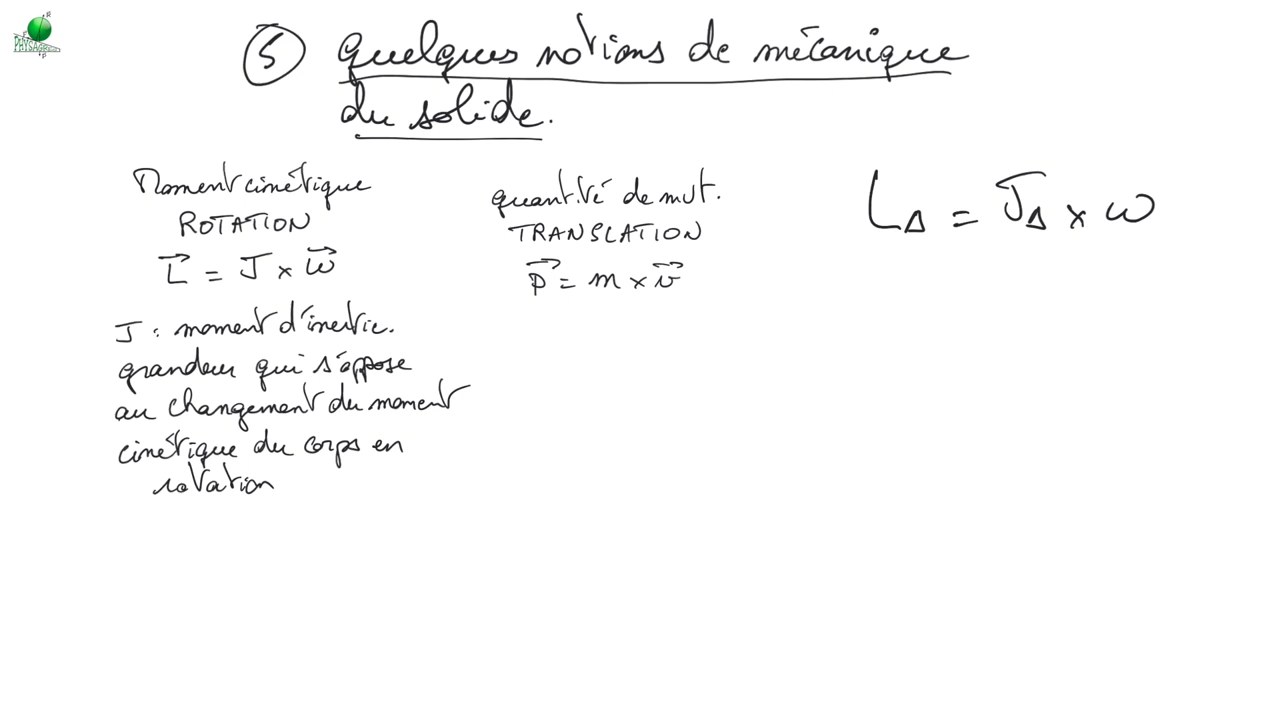 5 quelques notions de mécanique
du solide.
Moment cinétique
ROTATION
L = J × ω
J : moment d'inertie.
grandeur qui s'oppose
au changement du moment
cinétique du corps en
rotation
quantité de mvt.
TRANSLATION
p = m × v
L_Δ = J_Δ × ω